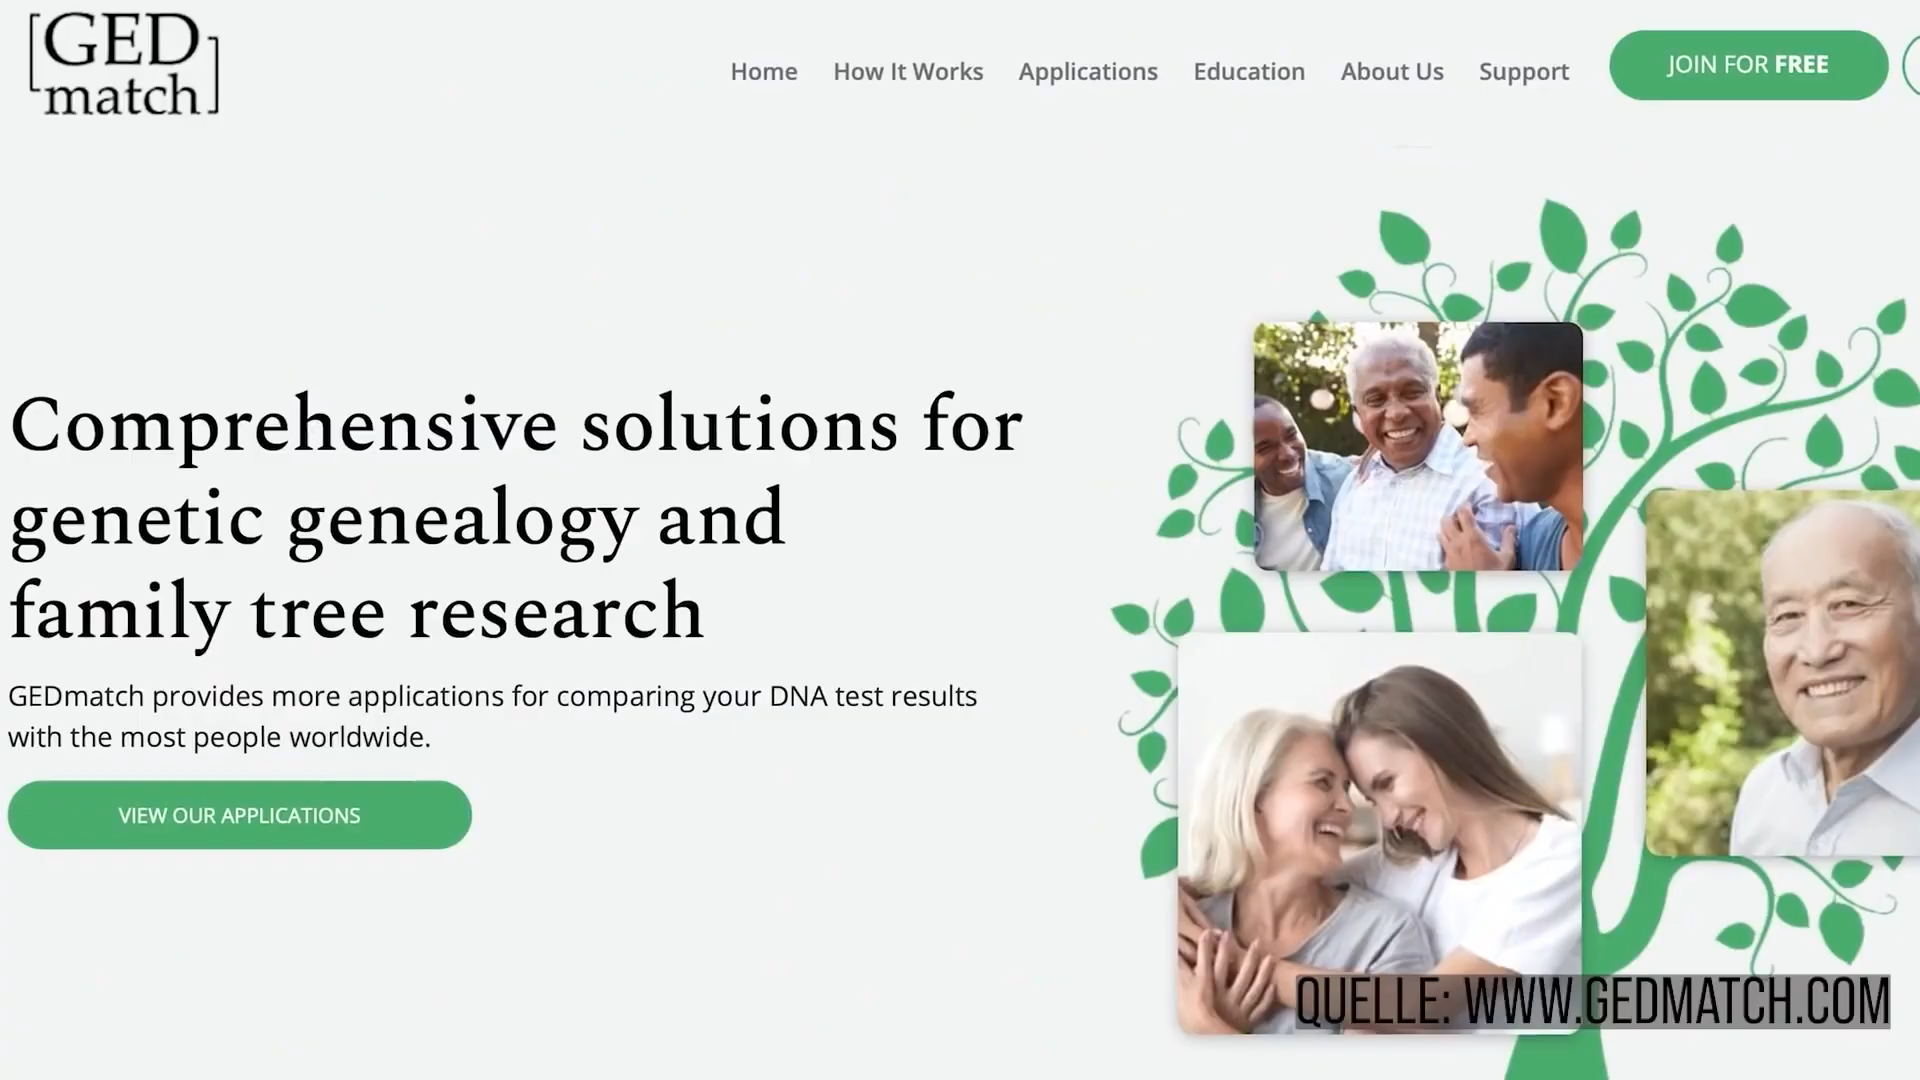 GED
match
Home How It Works Applications Education About Us Support JOIN FOR FREE
Comprehensive solutions for
genetic genealogy and
family tree research
GEDmatch provides more applications for comparing your DNA test results
with the most people worldwide.
VIEW OUR APPLICATIONS
QUELLE: WWW.GEDMATCH.COM